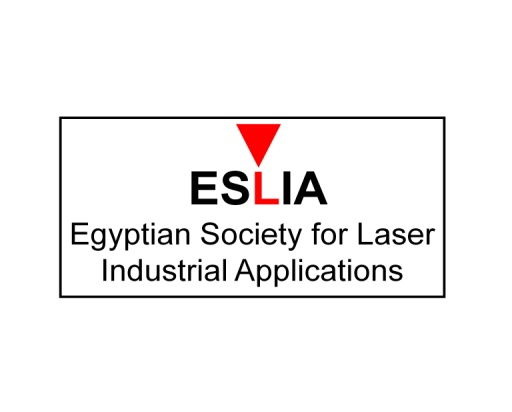 ESLIA
Egyptian Society for Laser
Industrial Applications